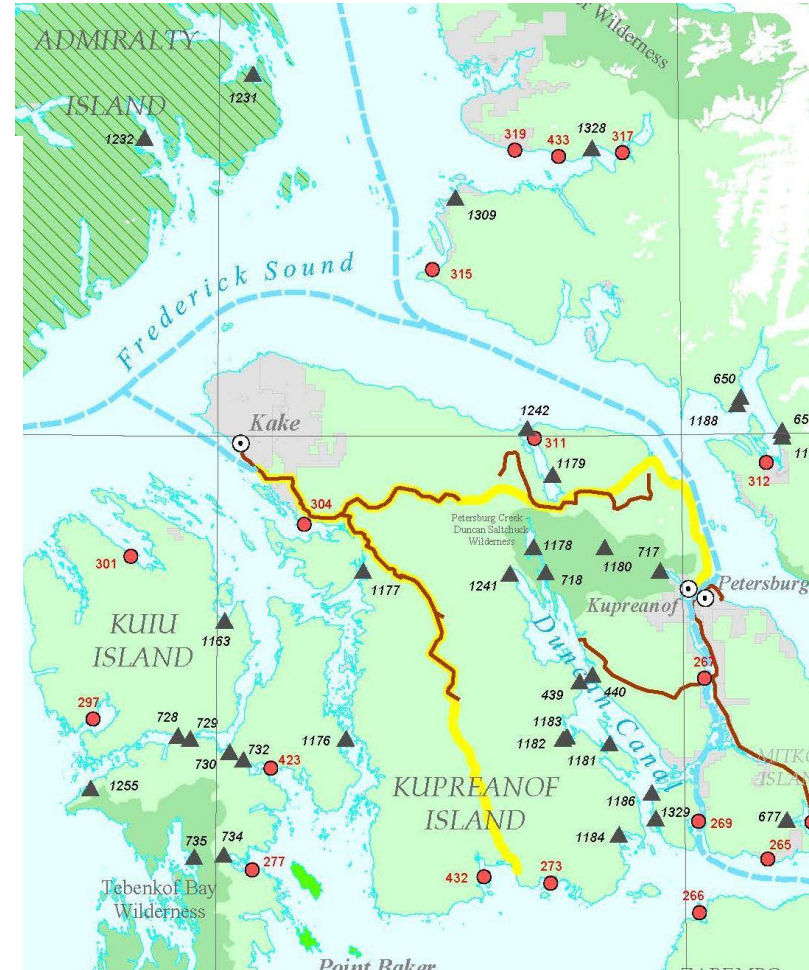 er Wilderness
ADMIRALTY
ISLAND
1231
1232
319
433
1328
317
1309
315
Frederick Sound
650
1188
1242
311
1179
312
Kake
304
301
Petersburg Creek -
Duncan Saltchuck
Wilderness
1178
1180
717
1241
718
1177
Kupreanof
Petersburg
KUIU
ISLAND
1163
267
Duncan Canal
439
440
297
728
729
730
732
423
1176
1183
1182
1181
1255
KUPREANOF
ISLAND
1186
1329
1184
269
677
265
735
734
277
Tebenkof Bay
Wilderness
432
273
266
Point Baker